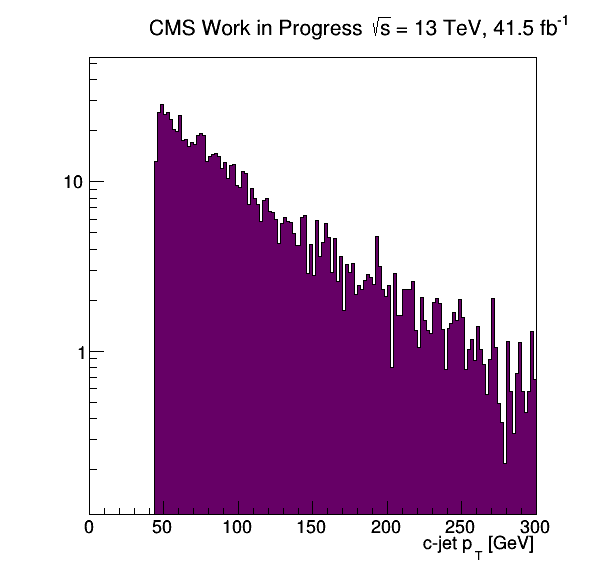 CMS Work in Progress √s = 13 TeV, 41.5 fb⁻¹
10
1
0 50 100 150 200 250 300
c-jet p_T [GeV]